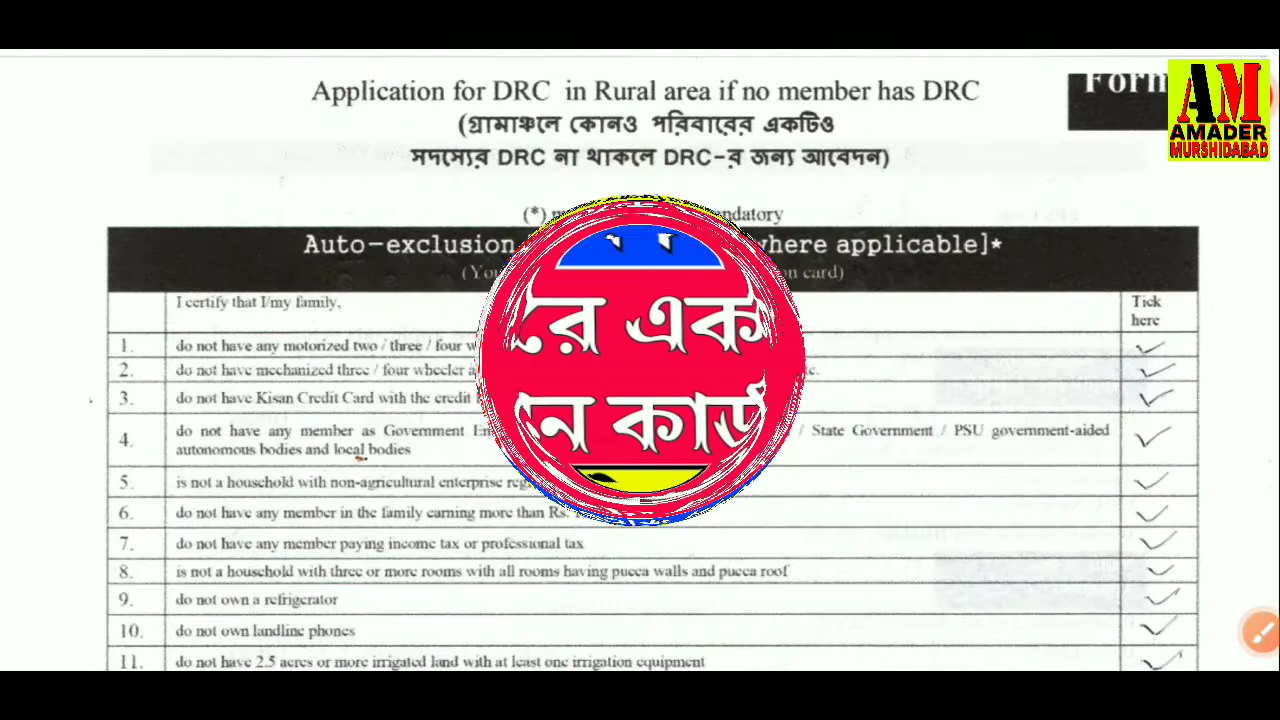 Application for DRC in Rural area if no member has DRC
Form
AM
AMADER
MURSHIDABAD
(গ্রামাঞ্চলে কোনও পরিবারের একটিও
সদস্যের DRC না থাকলে DRC-র জন্য আবেদন)
(*)
Auto-exclusion where applicable]*
card)
I certify that I/my family, Tick
here
1. do not have any motorized two / three / four
2. do not have mechanized three / four wheeler
3. do not have Kisan Credit Card with the credit
4. do not have any member as Government / State Government / PSU government-aided
autonomous bodies and local bodies
5. is not a household with non-agricultural enterprise
6. do not have any member in the family earning more than Rs.
7. do not have any member paying income tax or professional tax
8. is not a household with three or more rooms with all rooms having pucca walls and pucca roof
9. do not own a refrigerator
10. do not own landline phones
11. do not have 2.5 acres or more irrigated land with at least one irrigation equipment
রে এক
কার্ড